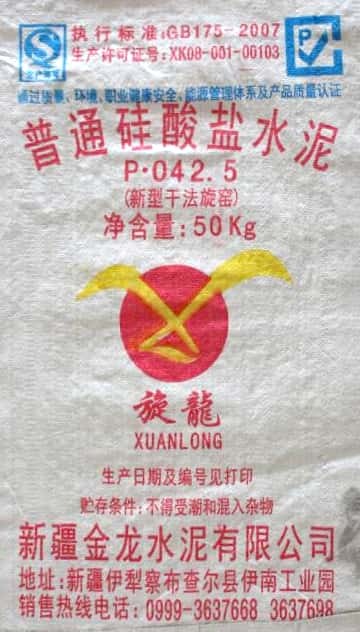 执行标准:GB175-2007
生产许可证号:XK08-001-00103
通过质量、环境、职业健康安全、能源管理体系及产品质量认证
普通硅酸盐水泥
P·O42.5
(新型干法旋窑)
净含量:50Kg
旋龍
XUANLONG
生产日期及编号见打印
贮存条件:不得受潮和混入杂物
新疆金龙水泥有限公司
地址:新疆伊犁察布查尔县伊南工业园
销售热线电话:0999-3637668 3637698